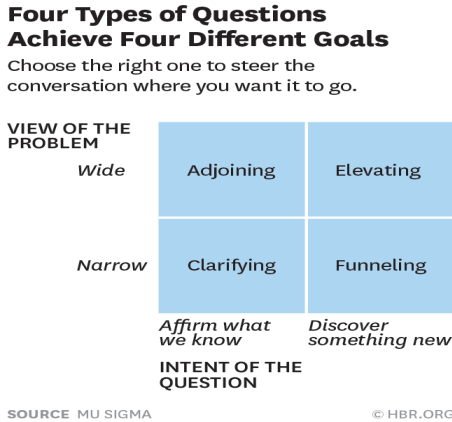 Four Types of Questions
Achieve Four Different Goals
Choose the right one to steer the
conversation where you want it to go.
VIEW OF THE
PROBLEM
Wide
Adjoining
Elevating
Narrow
Clarifying
Funneling
Affirm what
we know
Discover
something new
INTENT OF THE
QUESTION
SOURCE MU SIGMA
© HBR.ORG